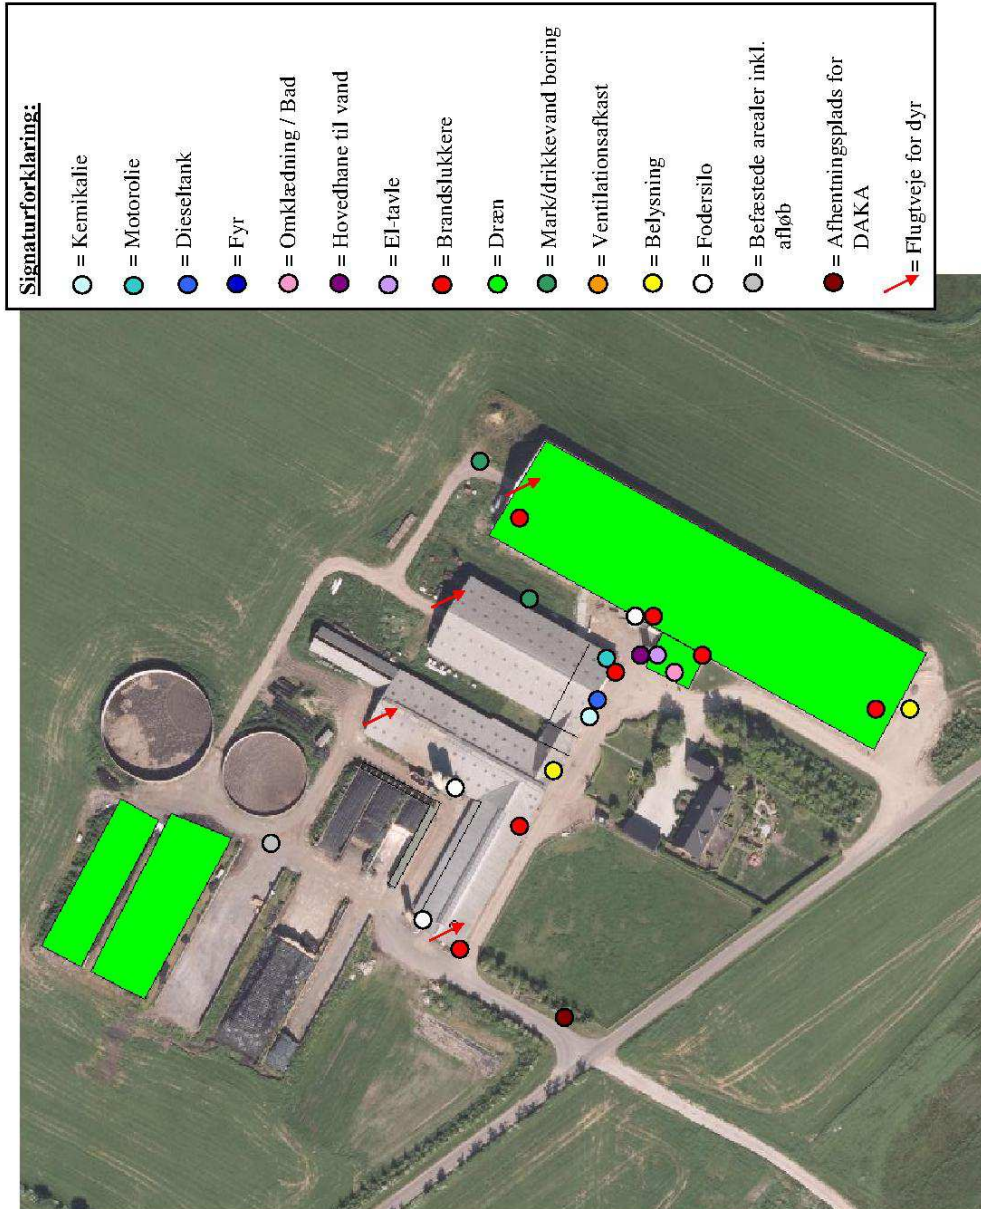 Signaturforklaring:
= Kemikalie
= Motorolie
= Dieseltank
= Fyr
= Omklædning / Bad
= Hovedhane til vand
= El-tavle
= Brandslukkere
= Dræn
= Mark/drikkevand boring
= Ventilationsafkast
= Belysning
= Fodersilo
= Befæstede arealer inkl.
afløb
= Afhentningsplads for
DAKA
= Flugtveje for dyr